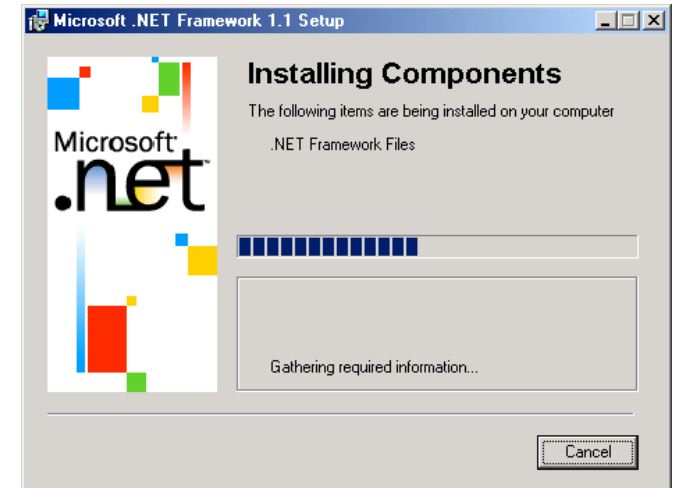 Microsoft .NET Framework 1.1 Setup
Installing Components
The following items are being installed on your computer
.NET Framework Files
Microsoft
.net
Gathering required information...
Cancel